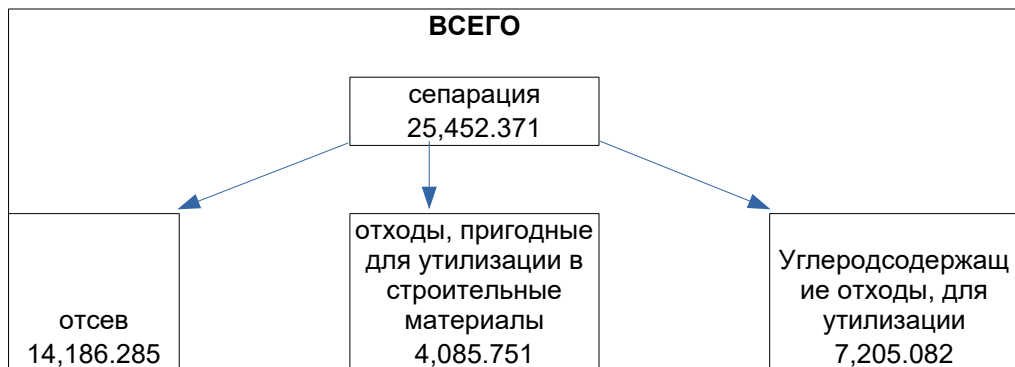 ВСЕГО
сепарация
25,452.371
отсев
14,186.285
отходы, пригодные
для утилизации в
строительные
материалы
4,085.751
Углеродсодержащ
ие отходы, для
утилизации
7,205.082